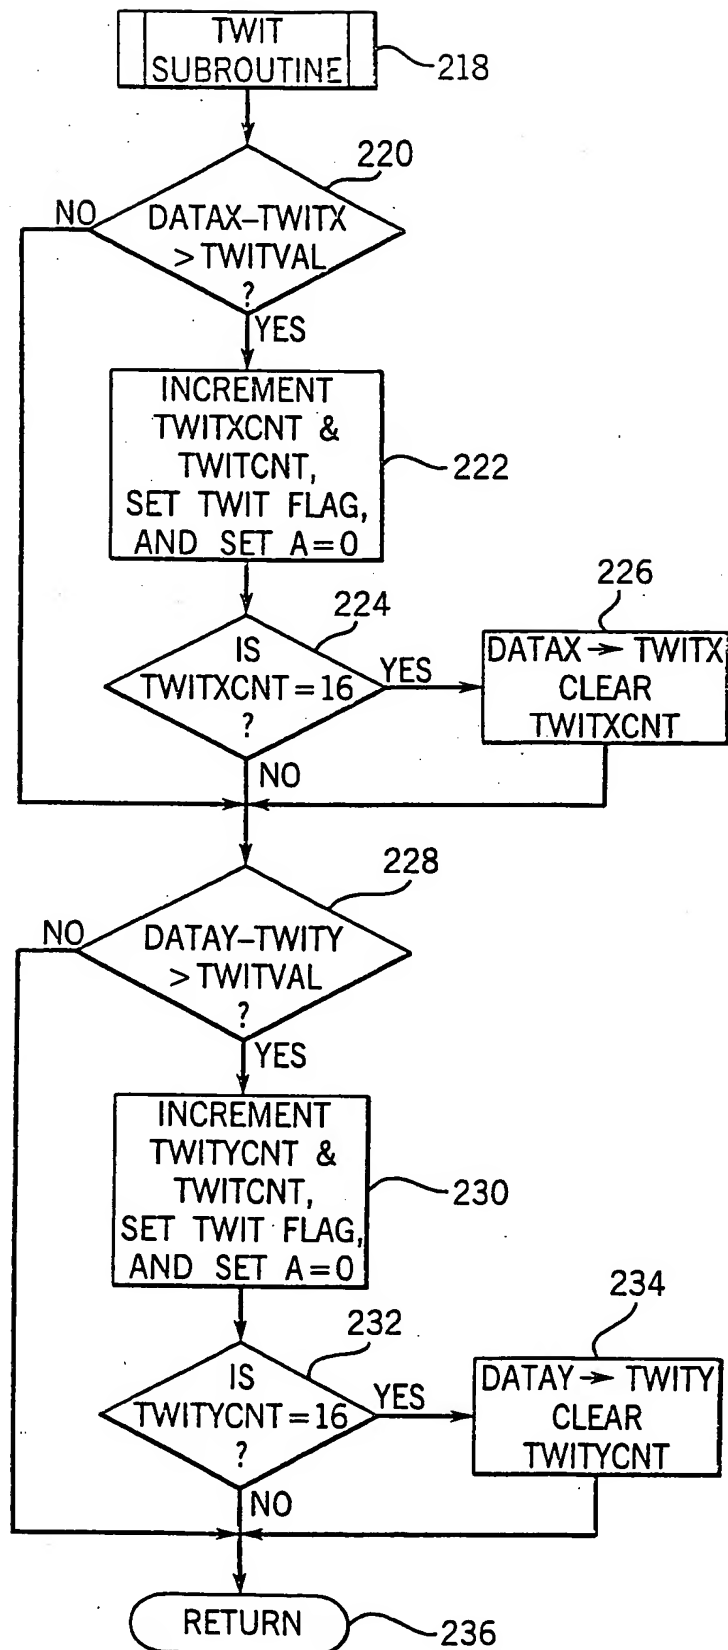 TWIT
SUBROUTINE
218
220
NO
DATAX–TWITX
> TWITVAL
?
YES
INCREMENT
TWITXCNT &
TWITCNT,
SET TWIT FLAG,
AND SET A=0
222
224
IS
TWITXCNT=16
?
YES
226
DATAX → TWITX
CLEAR
TWITXCNT
NO
228
NO
DATAY–TWITY
> TWITVAL
?
YES
INCREMENT
TWITYCNT &
TWITCNT,
SET TWIT FLAG,
AND SET A=0
230
232
IS
TWITYCNT=16
?
YES
234
DATAY → TWITY
CLEAR
TWITYCNT
NO
RETURN
236